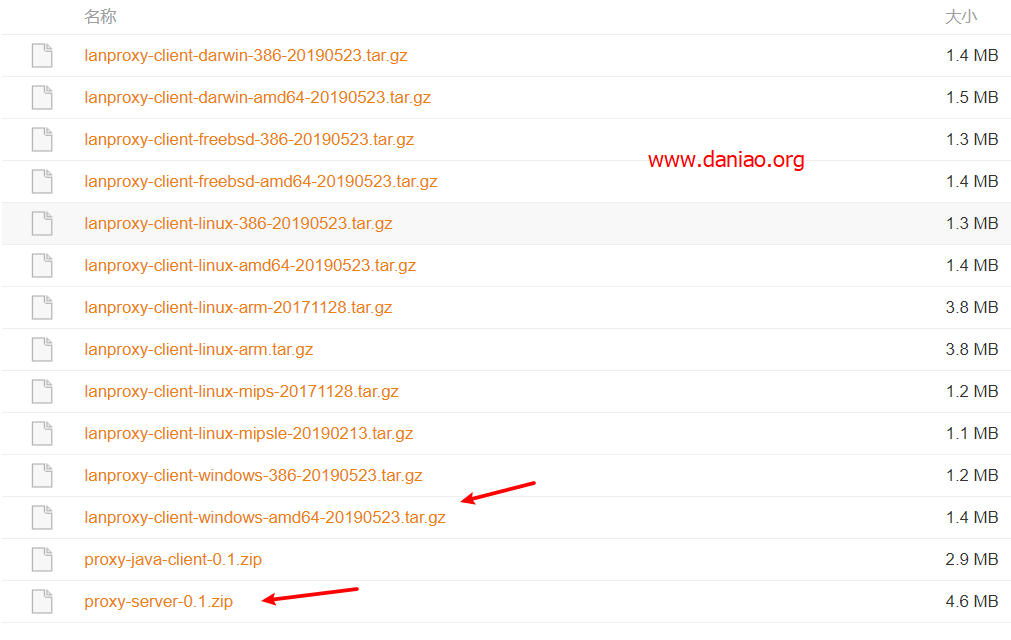 名称 大小
lanproxy-client-darwin-386-20190523.tar.gz 1.4 MB
lanproxy-client-darwin-amd64-20190523.tar.gz 1.5 MB
lanproxy-client-freebsd-386-20190523.tar.gz 1.3 MB
www.daniao.org
lanproxy-client-freebsd-amd64-20190523.tar.gz 1.4 MB
lanproxy-client-linux-386-20190523.tar.gz 1.3 MB
lanproxy-client-linux-amd64-20190523.tar.gz 1.4 MB
lanproxy-client-linux-arm-20171128.tar.gz 3.8 MB
lanproxy-client-linux-arm.tar.gz 3.8 MB
lanproxy-client-linux-mips-20171128.tar.gz 1.2 MB
lanproxy-client-linux-mipsle-20190213.tar.gz 1.1 MB
lanproxy-client-windows-386-20190523.tar.gz 1.2 MB
lanproxy-client-windows-amd64-20190523.tar.gz 1.4 MB
proxy-java-client-0.1.zip 2.9 MB
proxy-server-0.1.zip 4.6 MB